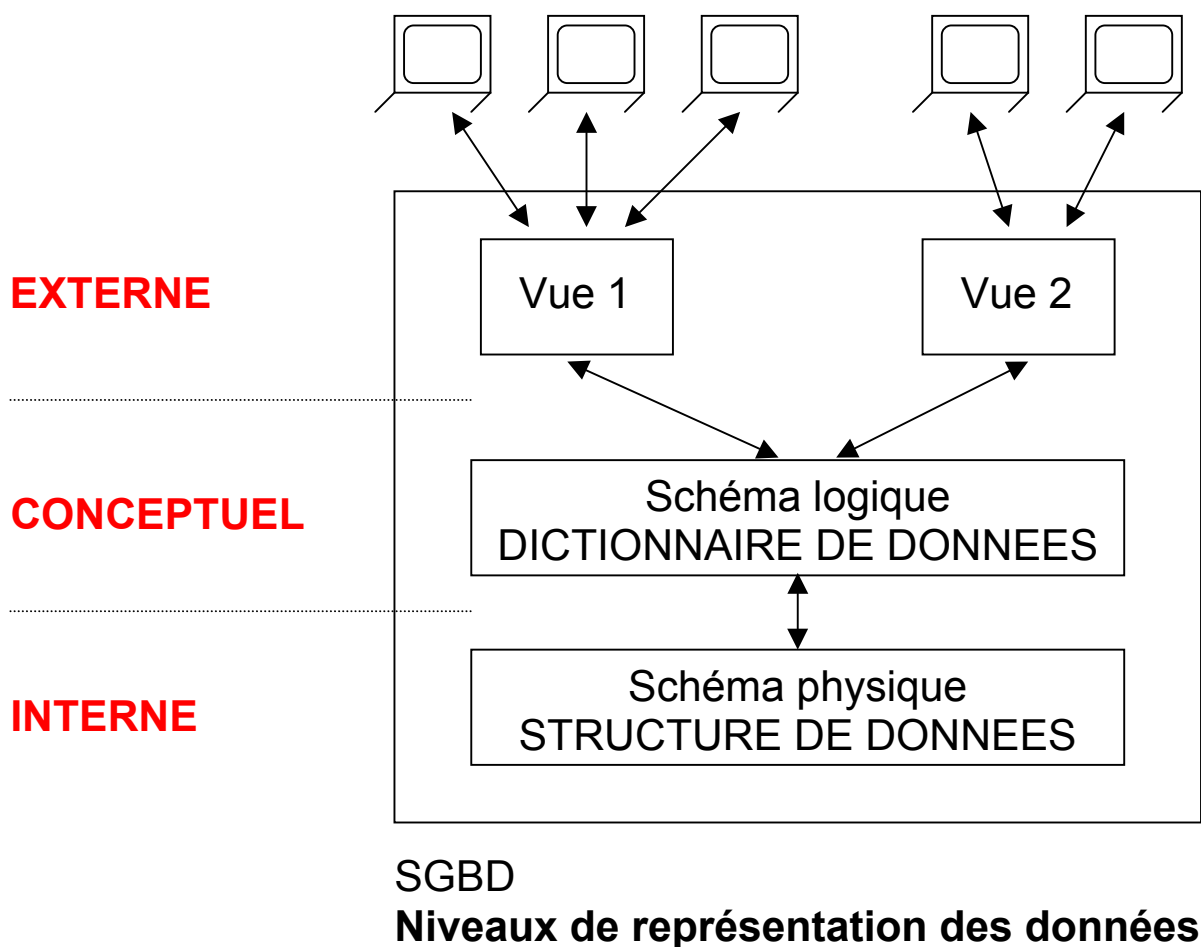 EXTERNE
Vue 1
Vue 2
CONCEPTUEL
Schéma logique
DICTIONNAIRE DE DONNEES
INTERNE
Schéma physique
STRUCTURE DE DONNEES
SGBD
Niveaux de représentation des données